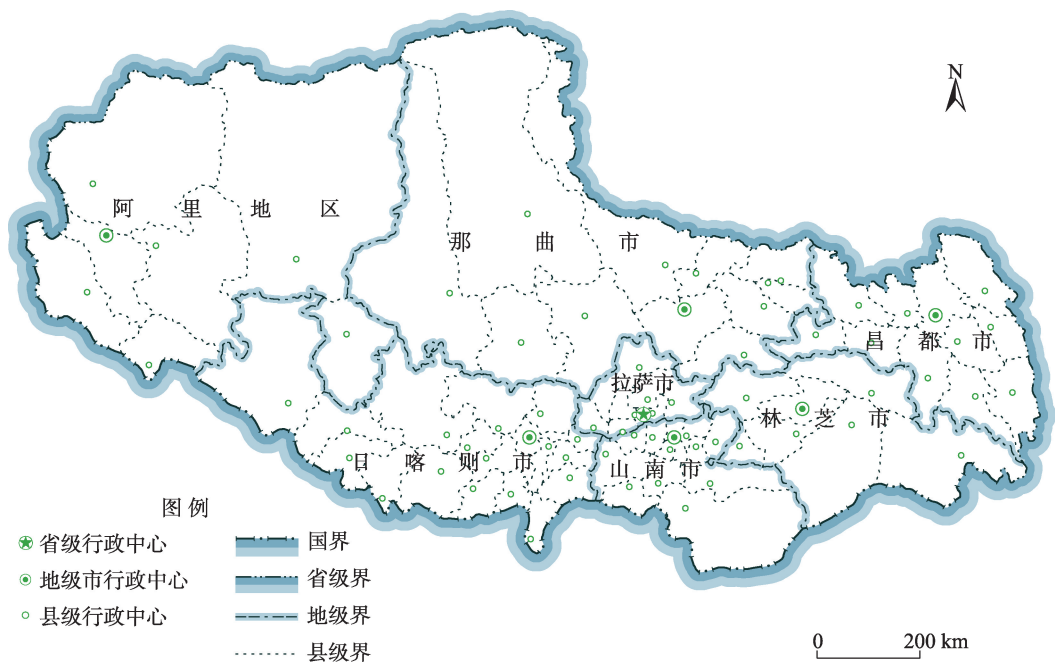 N
阿里地区
那曲市
昌都市
拉萨市
林芝市
日喀则市
山南市
图例
省级行政中心
国界
地级市行政中心
省级界
县级行政中心
地级界
县级界
0 200 km